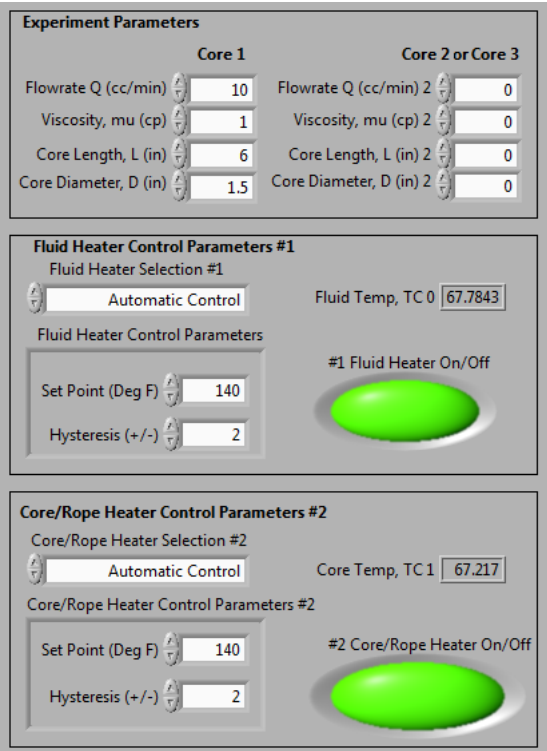 Experiment Parameters
Core 1 Core 2 or Core 3
Flowrate Q (cc/min) 10 Flowrate Q (cc/min) 2 0
Viscosity, mu (cp) 1 Viscosity, mu (cp) 2 0
Core Length, L (in) 6 Core Length, L (in) 2 0
Core Diameter, D (in) 1.5 Core Diameter, D (in) 2 0
Fluid Heater Control Parameters #1
Fluid Heater Selection #1
Automatic Control Fluid Temp, TC 0 67.7843
Fluid Heater Control Parameters
#1 Fluid Heater On/Off
Set Point (Deg F) 140
Hysteresis (+/-) 2
Core/Rope Heater Control Parameters #2
Core/Rope Heater Selection #2
Automatic Control Core Temp, TC 1 67.217
Core/Rope Heater Control Parameters #2
Set Point (Deg F) 140 #2 Core/Rope Heater On/Off
Hysteresis (+/-) 2